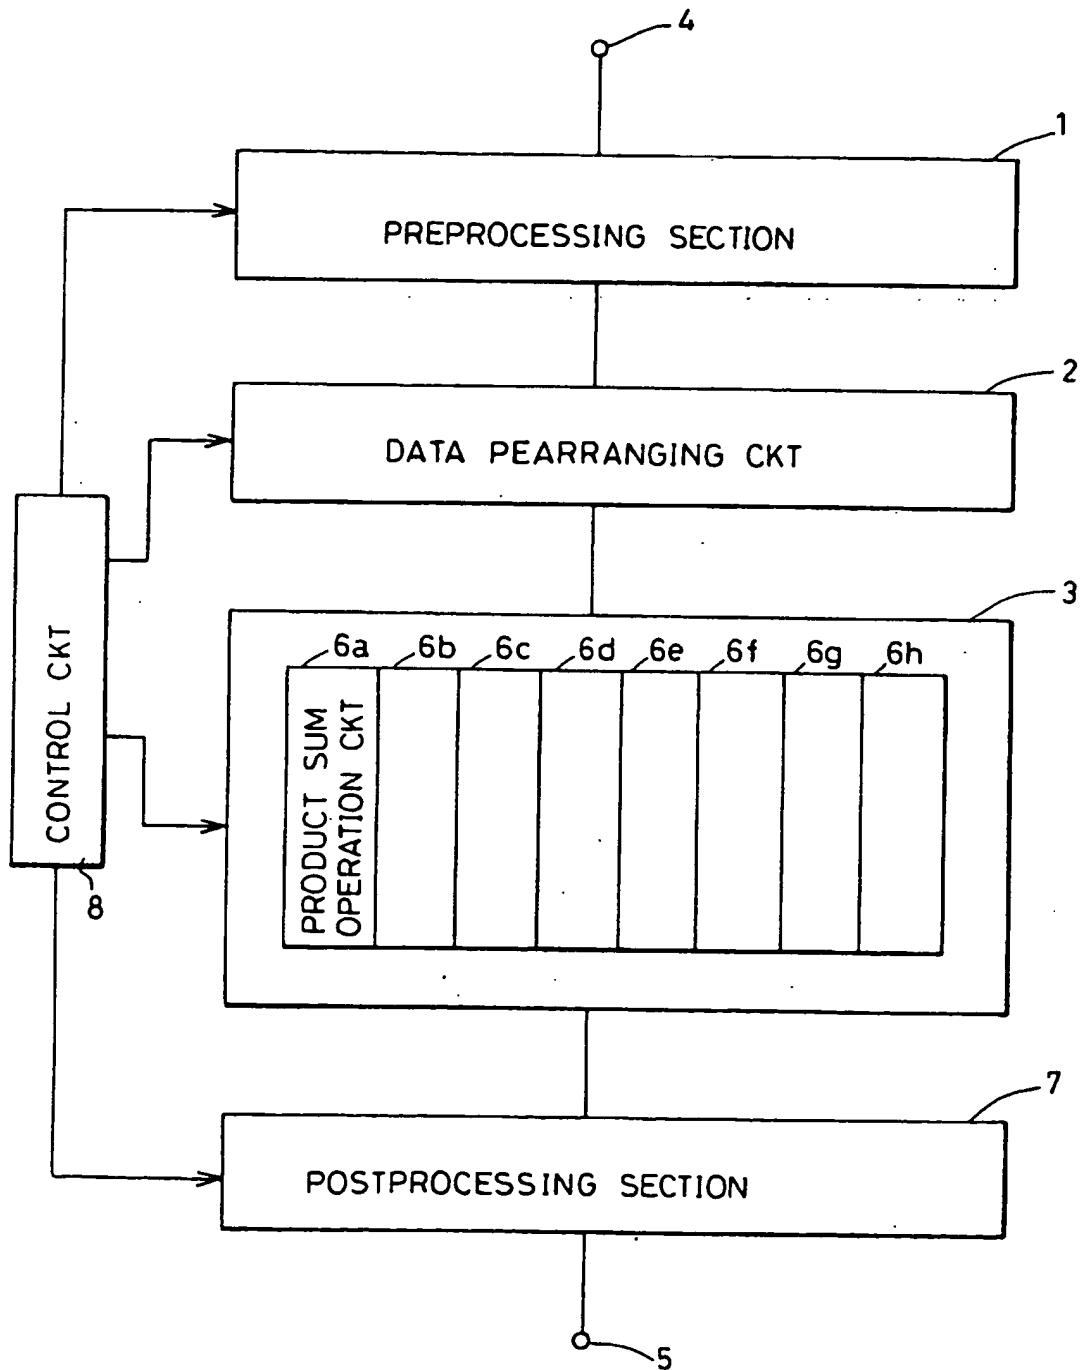 4
1
PREPROCESSING SECTION
2
DATA PEARRANGING CKT
3
6a 6b 6c 6d 6e 6f 6g 6h
CONTROL CKT
8
PRODUCT SUM
OPERATION CKT
7
POSTPROCESSING SECTION
5